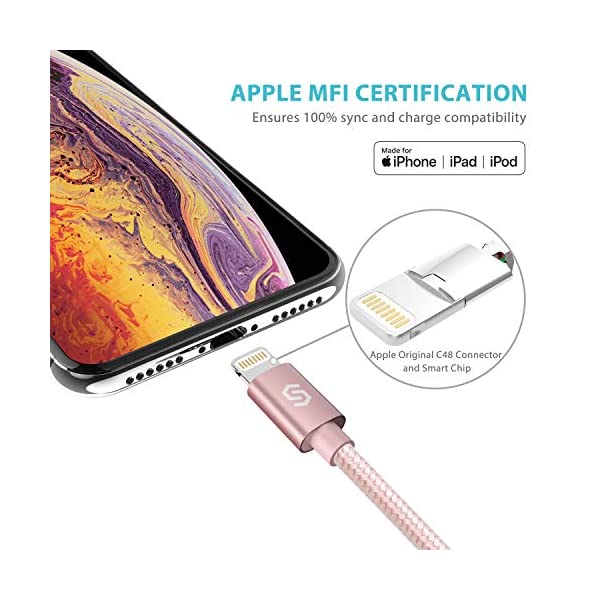 APPLE MFI CERTIFICATION
Ensures 100% sync and charge compatibility
Made for
iPhone | iPad | iPod
Apple Original C48 Connector
and Smart Chip